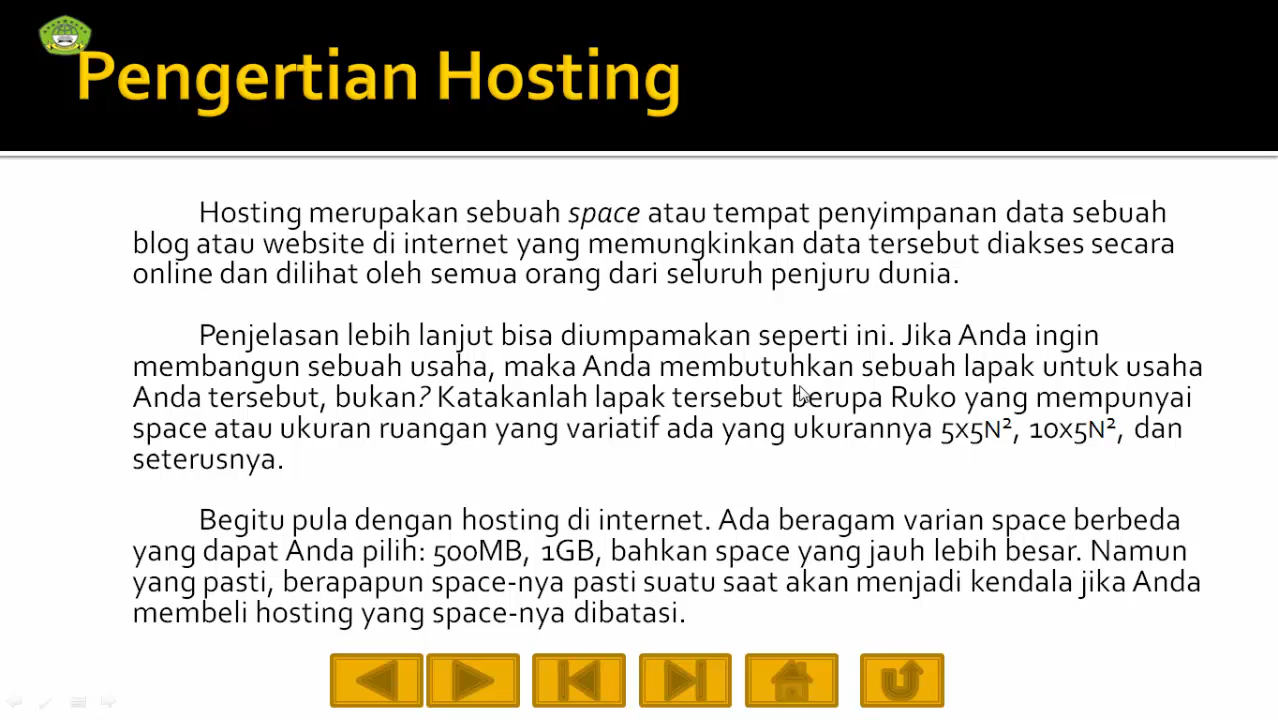 Pengertian Hosting
Hosting merupakan sebuah space atau tempat penyimpanan data sebuah
blog atau website di internet yang memungkinkan data tersebut diakses secara
online dan dilihat oleh semua orang dari seluruh penjuru dunia.
Penjelasan lebih lanjut bisa diumpamakan seperti ini. Jika Anda ingin
membangun sebuah usaha, maka Anda membutuhkan sebuah lapak untuk usaha
Anda tersebut, bukan? Katakanlah lapak tersebut berupa Ruko yang mempunyai
space atau ukuran ruangan yang variatif ada yang ukurannya 5x5N², 10x5N², dan
seterusnya.
Begitu pula dengan hosting di internet. Ada beragam varian space berbeda
yang dapat Anda pilih: 500MB, 1GB, bahkan space yang jauh lebih besar. Namun
yang pasti, berapapun space-nya pasti suatu saat akan menjadi kendala jika Anda
membeli hosting yang space-nya dibatasi.